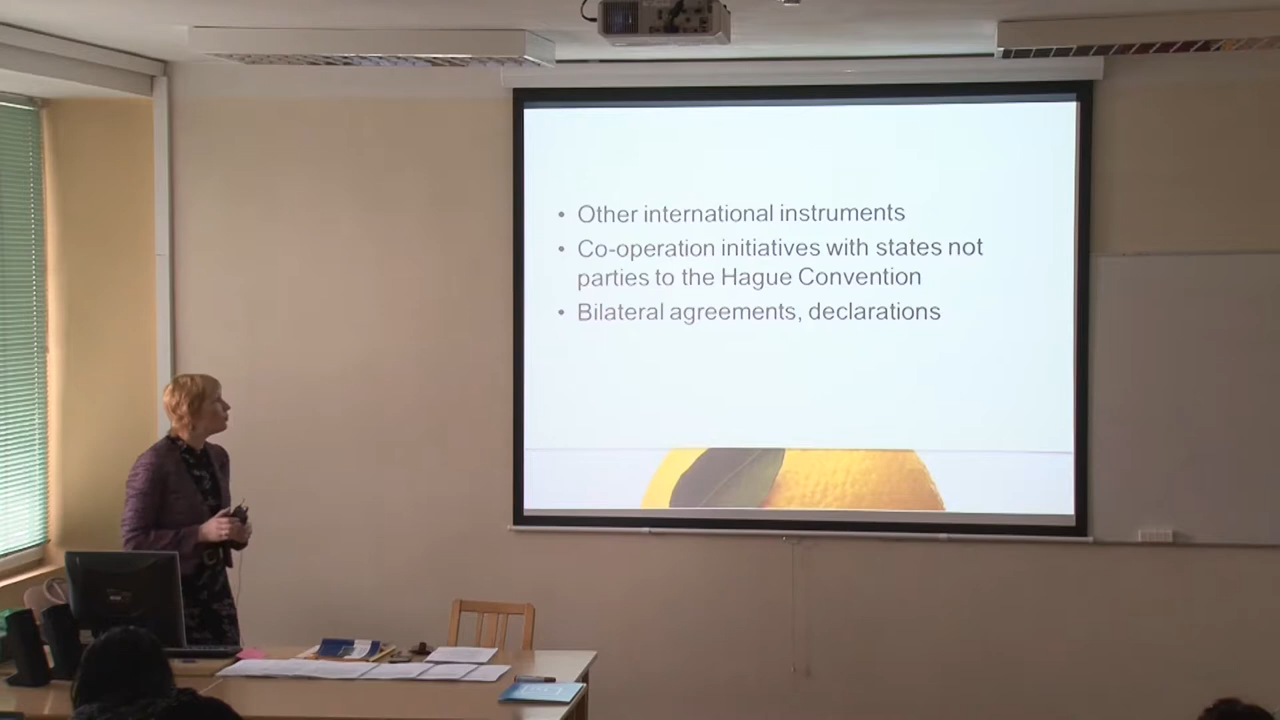 • Other international instruments
• Co-operation initiatives with states not
parties to the Hague Convention
• Bilateral agreements, declarations